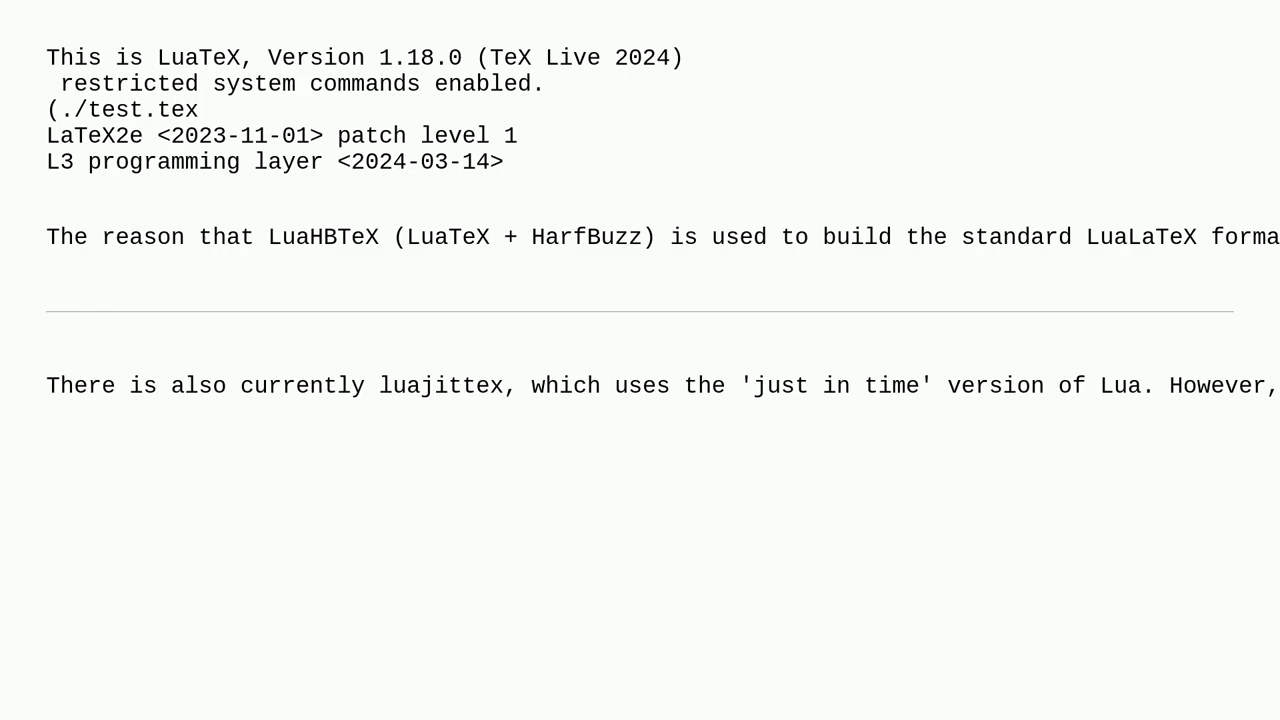 This is LuaTeX, Version 1.18.0 (TeX Live 2024)
 restricted system commands enabled.
(./test.tex
LaTeX2e <2023-11-01> patch level 1
L3 programming layer <2024-03-14>
The reason that LuaHBTeX (LuaTeX + HarfBuzz) is used to build the standard LuaLaTeX forma
There is also currently luajittex, which uses the 'just in time' version of Lua. However,